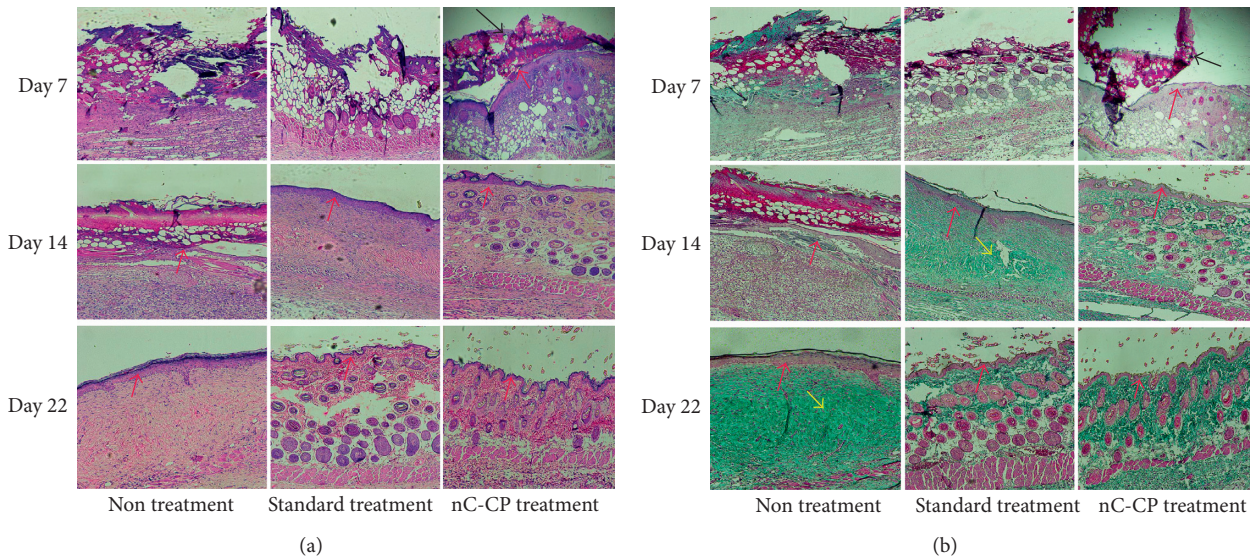 Day 7
Day 14
Day 22
Non treatment Standard treatment nC-CP treatment
(a)
Day 7
Day 14
Day 22
Non treatment Standard treatment nC-CP treatment
(b)